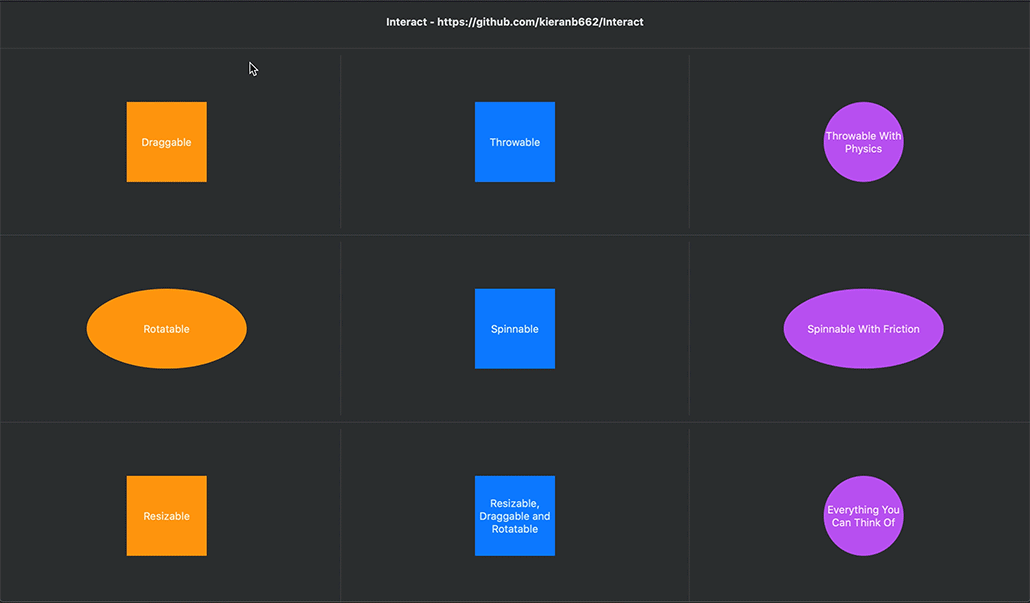 Interact - https://github.com/kieranb662/Interact
Draggable
Throwable
Throwable With
Physics
Rotatable
Spinnable
Spinnable With Friction
Resizable
Resizable,
Draggable and
Rotatable
Everything You
Can Think Of